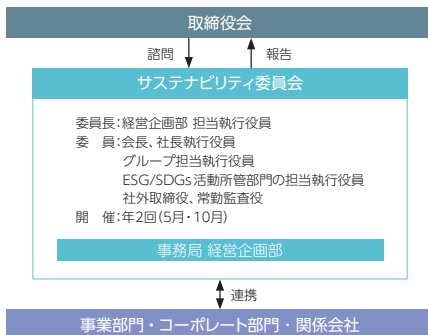 取締役会
諮問 報告
サステナビリティ委員会
委員長：経営企画部 担当執行役員
委　員：会長、社長執行役員
グループ担当執行役員
ESG/SDGs活動所管部門の担当執行役員
社外取締役、常勤監査役
開　催：年2回（5月・10月）
事務局 経営企画部
連携
事業部門・コーポレート部門・関係会社